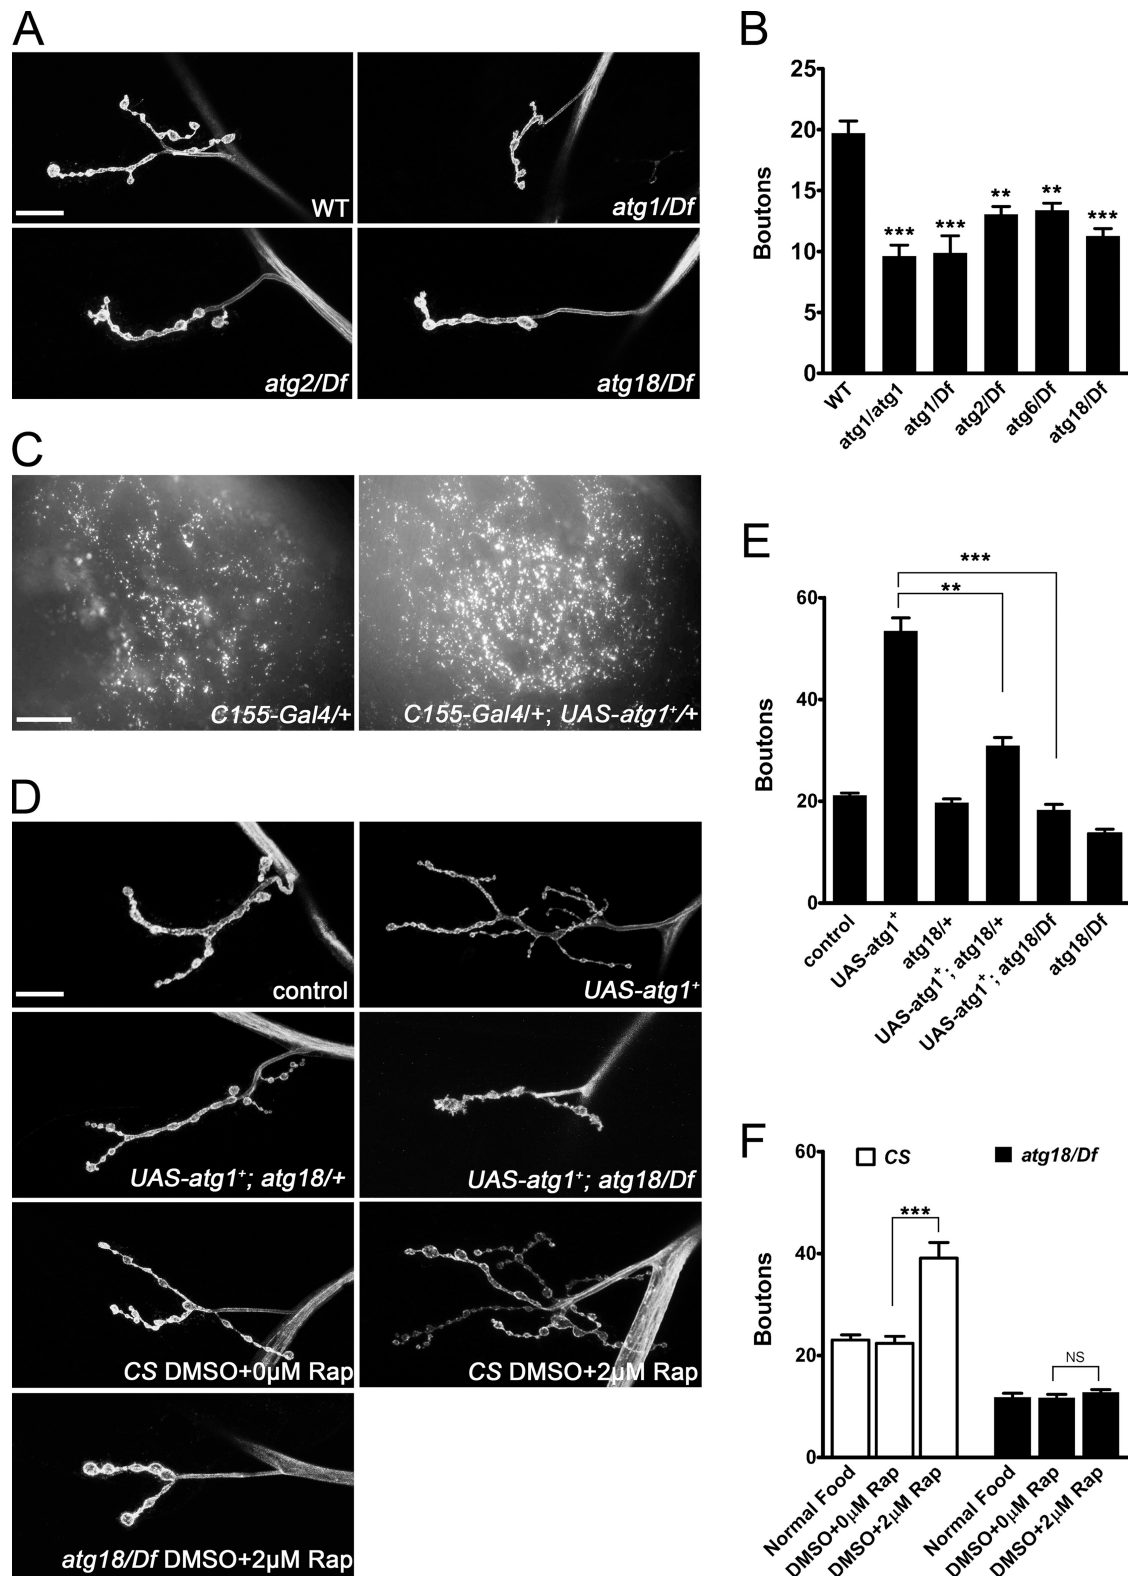 A
WT
atg1/Df
atg2/Df
atg18/Df
B
25
20
15
10
5
0
Boutons
***
***
**
**
***
WT
atg1/atg1
atg1/Df
atg2/Df
atg6/Df
atg18/Df
C
C155-Gal4/+
C155-Gal4/+; UAS-atg1⁺/+
D
control
UAS-atg1⁺
UAS-atg1⁺; atg18/+
UAS-atg1⁺; atg18/Df
CS DMSO+0µM Rap
CS DMSO+2µM Rap
atg18/Df DMSO+2µM Rap
E
60
40
20
0
Boutons
***
**
control
UAS-atg1⁺
atg18/+
UAS-atg1⁺; atg18/+
UAS-atg1⁺; atg18/Df
atg18/Df
F
60
40
20
0
Boutons
CS
atg18/Df
***
NS
Normal Food
DMSO+0µM Rap
DMSO+2µM Rap
Normal Food
DMSO+0µM Rap
DMSO+2µM Rap